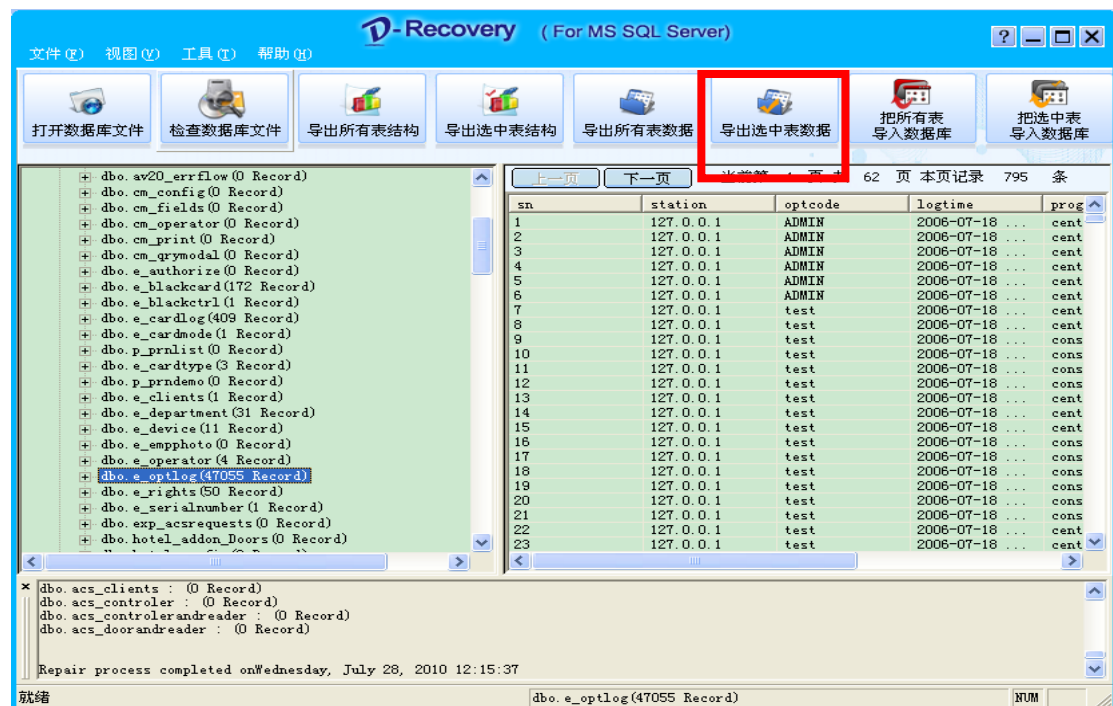 D-Recovery (For MS SQL Server)
文件(F) 视图(V) 工具(T) 帮助(H)
打开数据库文件 检查数据库文件 导出所有表结构 导出选中表结构 导出所有表数据 导出选中表数据 把所有表导入数据库 把选中表导入数据库
dbo.av20_errflow(0 Record)
dbo.cm_config(0 Record)
dbo.cm_fields(0 Record)
dbo.cm_operator(0 Record)
dbo.cm_print(0 Record)
dbo.cm_qrymodal(0 Record)
dbo.e_authorize(0 Record)
dbo.e_blackcard(172 Record)
dbo.e_blackctrl(1 Record)
dbo.e_cardlog(409 Record)
dbo.e_cardmode(1 Record)
dbo.p_prnlist(0 Record)
dbo.e_cardtype(3 Record)
dbo.p_prndemo(0 Record)
dbo.e_clients(1 Record)
dbo.e_department(31 Record)
dbo.e_device(11 Record)
dbo.e_empphoto(0 Record)
dbo.e_operator(4 Record)
dbo.e_optlog(47055 Record)
dbo.e_rights(50 Record)
dbo.e_serialnumber(1 Record)
dbo.exp_acsrequests(0 Record)
dbo.hotel_addon_Doors(0 Record)
上一页 下一页 1 62 页 本页记录 795 条
sn station optcode logtime prog
1 127.0.0.1 ADMIN 2006-07-18 ... cent
2 127.0.0.1 ADMIN 2006-07-18 ... cent
3 127.0.0.1 ADMIN 2006-07-18 ... cent
4 127.0.0.1 ADMIN 2006-07-18 ... cent
5 127.0.0.1 ADMIN 2006-07-18 ... cent
6 127.0.0.1 ADMIN 2006-07-18 ... cent
7 127.0.0.1 test 2006-07-18 ... cent
8 127.0.0.1 test 2006-07-18 ... cent
9 127.0.0.1 test 2006-07-18 ... cons
10 127.0.0.1 test 2006-07-18 ... cons
11 127.0.0.1 test 2006-07-18 ... cons
12 127.0.0.1 test 2006-07-18 ... cons
13 127.0.0.1 test 2006-07-18 ... cent
14 127.0.0.1 test 2006-07-18 ... cent
15 127.0.0.1 test 2006-07-18 ... cent
16 127.0.0.1 test 2006-07-18 ... cons
17 127.0.0.1 test 2006-07-18 ... cons
18 127.0.0.1 test 2006-07-18 ... cons
19 127.0.0.1 test 2006-07-18 ... cons
20 127.0.0.1 test 2006-07-18 ... cons
21 127.0.0.1 test 2006-07-18 ... cons
22 127.0.0.1 test 2006-07-18 ... cent
23 127.0.0.1 test 2006-07-18 ... cent
dbo.acs_clients : (0 Record)
dbo.acs_controler : (0 Record)
dbo.acs_controlerandreader : (0 Record)
dbo.acs_doorandreader : (0 Record)
Repair process completed onWednesday, July 28, 2010 12:15:37
就绪 dbo.e_optlog(47055 Record) NUM